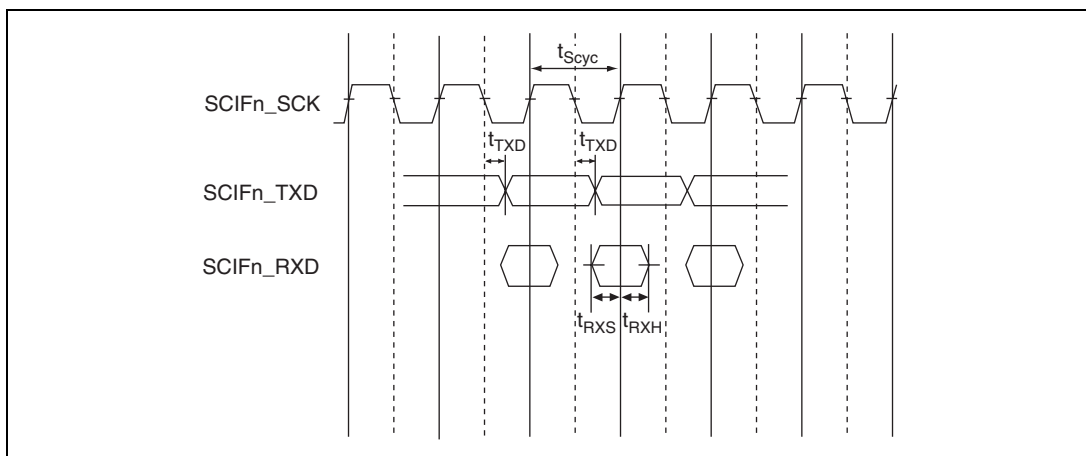 tScyc
SCIFn_SCK
tTXD tTXD
SCIFn_TXD
SCIFn_RXD
tRXS tRXH